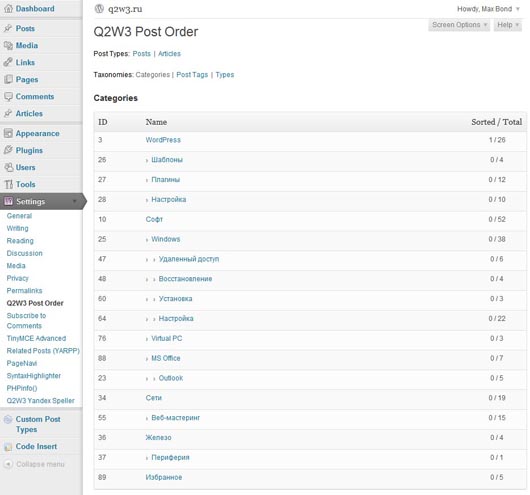 Dashboard
Posts
Media
Links
Pages
Comments
Articles
Appearance
Plugins
Users
Tools
Settings
General
Writing
Reading
Discussion
Media
Privacy
Permalinks
Q2W3 Post Order
Subscribe to
Comments
TinyMCE Advanced
Related Posts (YARPP)
PageNavi
SyntaxHighlighter
PHPinfo()
Q2W3 Yandex Speller
Custom Post
Types
Code Insert
Collapse menu
q2w3.ru
Howdy, Max Bond
Screen Options Help
Q2W3 Post Order
Post Types: Posts | Articles
Taxonomies: Categories | Post Tags | Types
Categories
ID Name Sorted / Total
3 WordPress 1 / 26
26 › Шаблоны 0 / 4
27 › Плагины 0 / 12
28 › Настройка 0 / 10
10 Софт 0 / 52
25 › Windows 0 / 38
47 › › Удаленный доступ 0 / 6
48 › › Восстановление 0 / 4
60 › › Установка 0 / 3
64 › › Настройка 0 / 22
76 › Virtual PC 0 / 3
88 › MS Office 0 / 7
23 › › Outlook 0 / 5
34 Сети 0 / 19
55 › Веб-мастеринг 0 / 15
36 Железо 0 / 4
37 › Периферия 0 / 1
89 Избранное 0 / 5